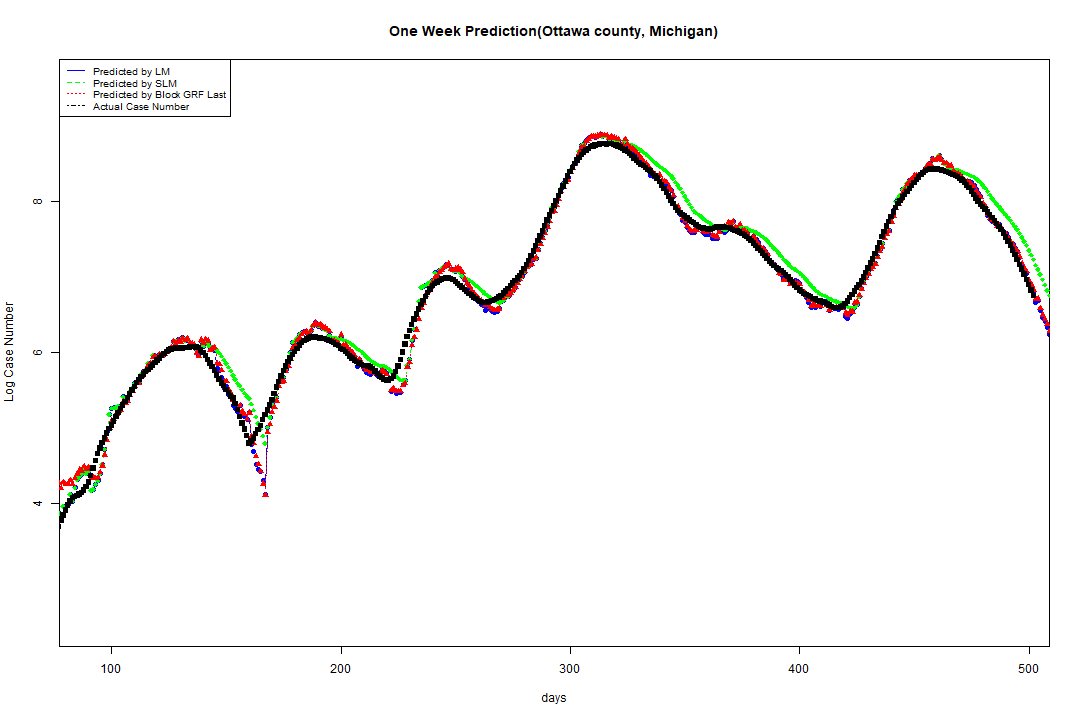 One Week Prediction(Ottawa county, Michigan)
Predicted by LM
Predicted by SLM
Predicted by Block GRF Last
Actual Case Number
8
6
4
Log Case Number
100 200 300 400 500
days